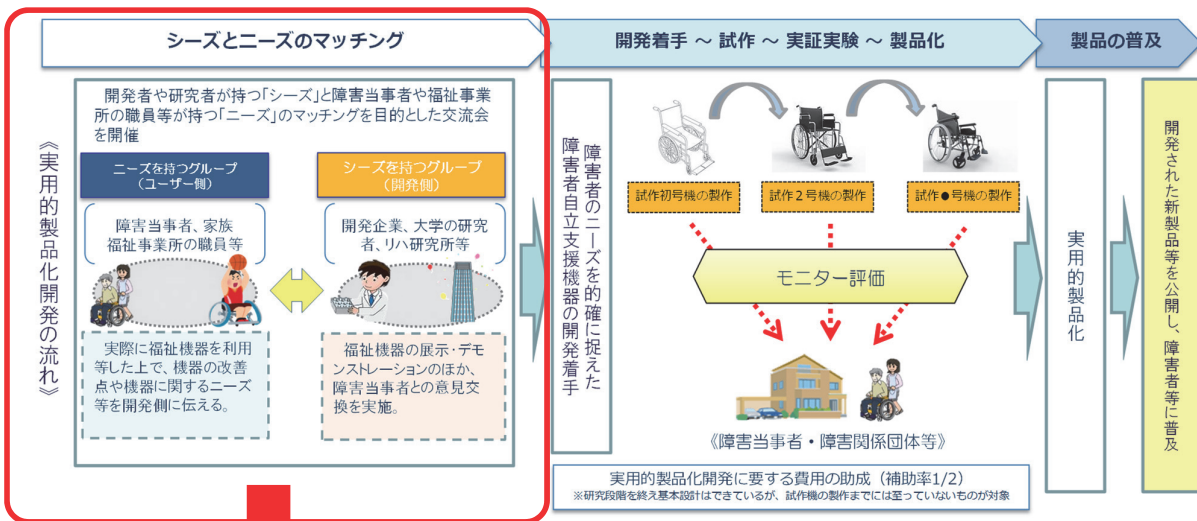 シーズとニーズのマッチング
開発着手 ～ 試作 ～ 実証実験 ～ 製品化
製品の普及
《実用的製品化開発の流れ》
開発者や研究者が持つ「シーズ」と障害当事者や福祉事業
所の職員等が持つ「ニーズ」のマッチングを目的とした交流会
を開催
ニーズを持つグループ
（ユーザー側）
シーズを持つグループ
（開発側）
障害当事者、家族
福祉事業所の職員等
開発企業、大学の研究
者、リハ研究所等
実際に福祉機器を利用
等した上で、機器の改善
点や機器に関するニーズ
等を開発側に伝える。
福祉機器の展示・デモ
ンストレーションのほか、
障害当事者との意見交
換を実施。
障害者のニーズを的確に捉えた
障害者自立支援機器の開発着手
試作初号機の製作
試作２号機の製作
試作●号機の製作
モニター評価
《障害当事者・障害関係団体等》
実用的製品化開発に要する費用の助成（補助率1/2）
※研究段階を終え基本設計はできているが、試作機の製作までには至っていないものが対象
実用的製品化
開発された新製品等を公開し、障害者等に普及